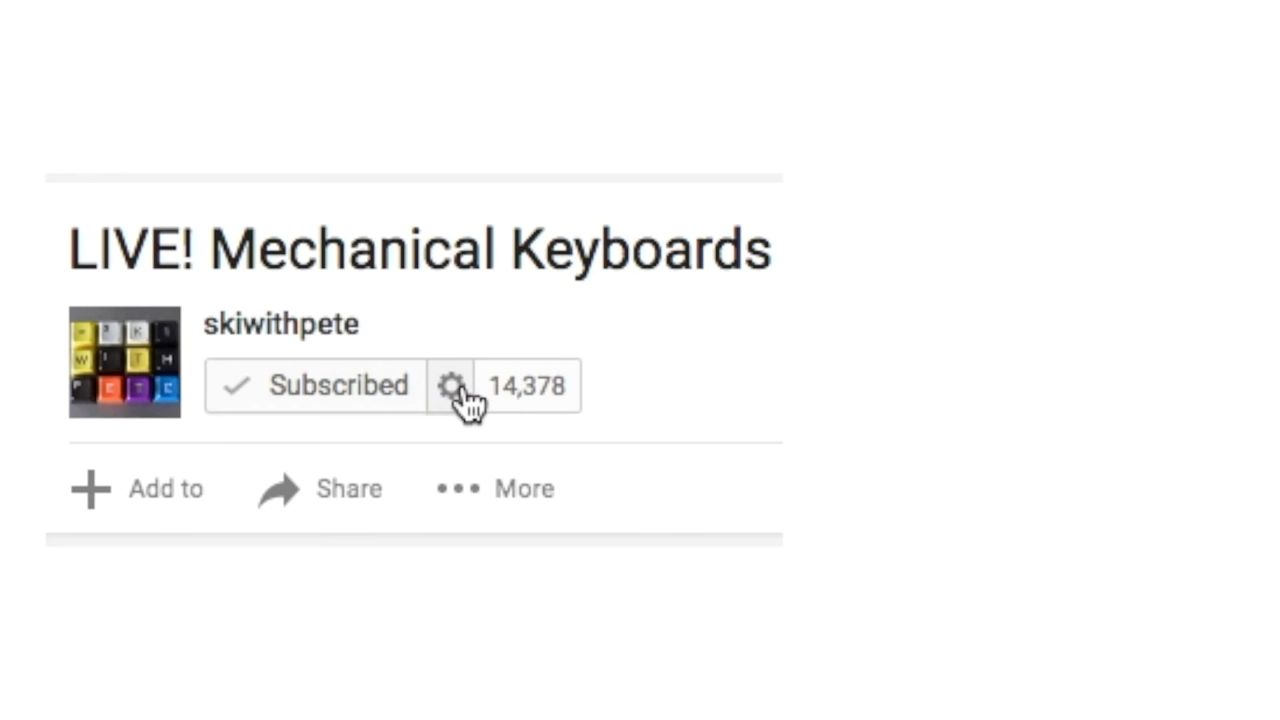 LIVE! Mechanical Keyboards
skiwithpete
Subscribed 14,378
Add to Share More